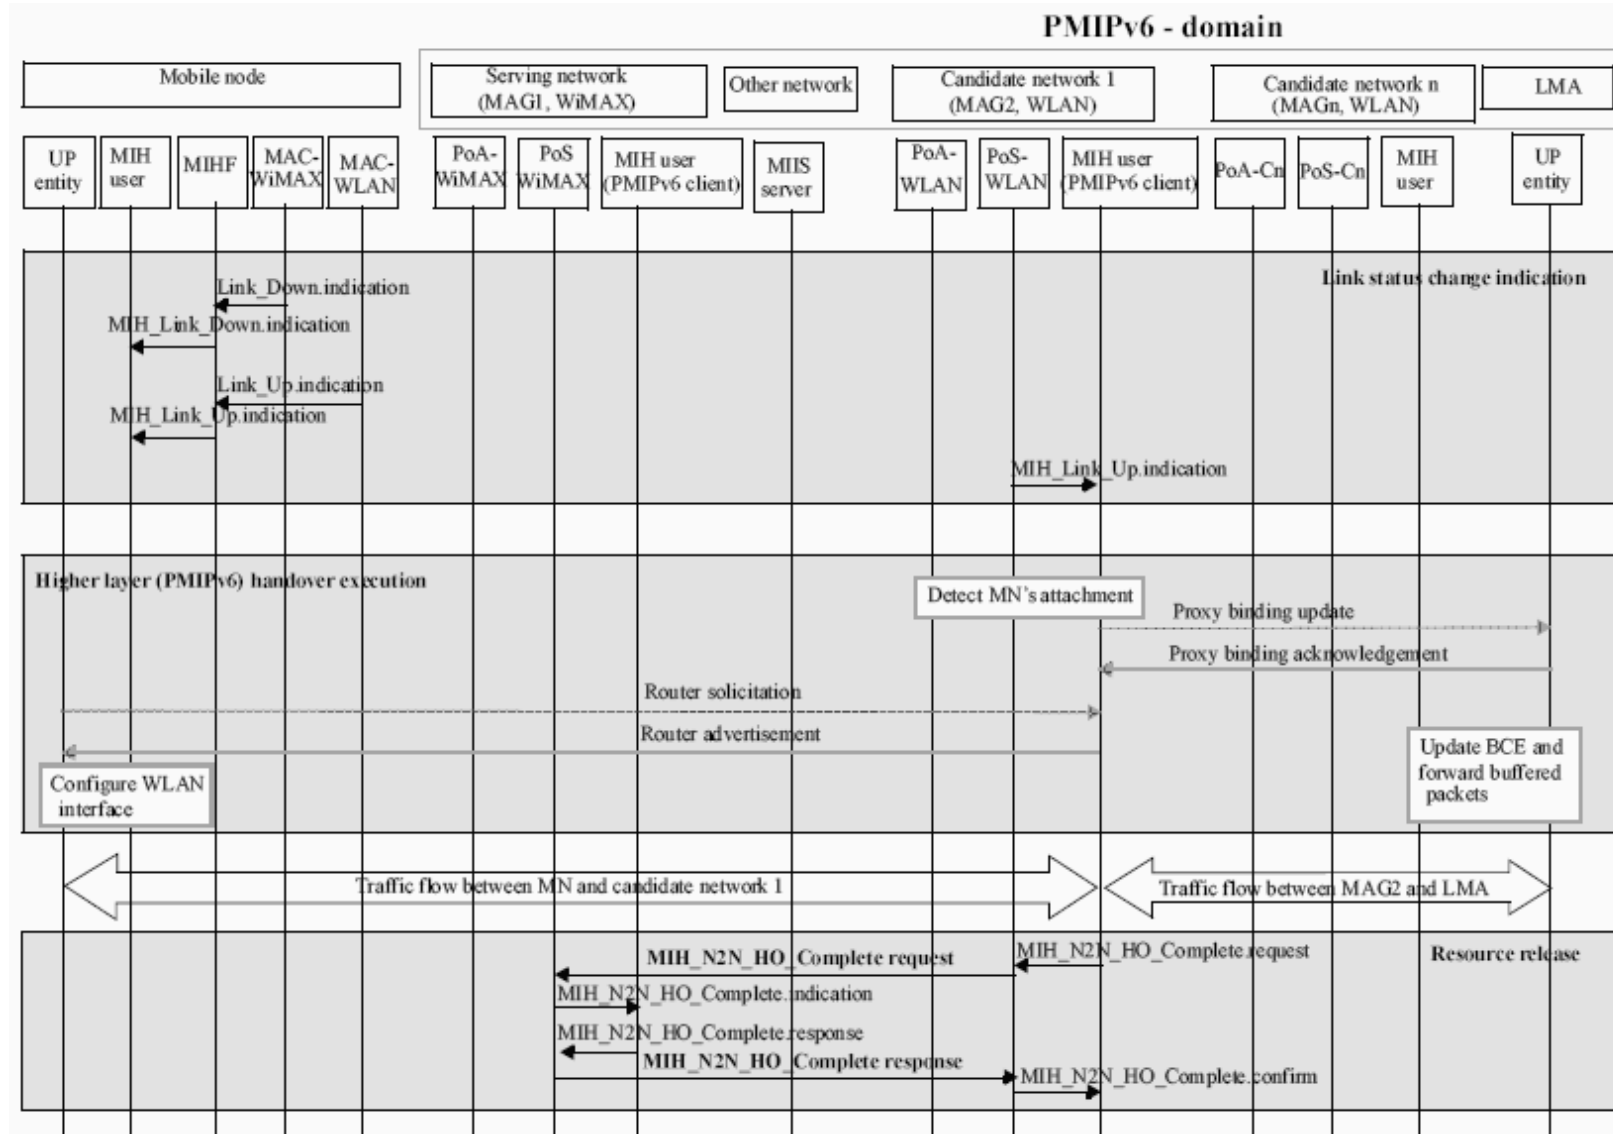 PMIPv6 - domain
Mobile node
Serving network
(MAG1, WiMAX)
Other network
Candidate network 1
(MAG2, WLAN)
Candidate network n
(MAGn, WLAN)
LMA
UP
entity
MIH
user
MIHF
MAC-
WiMAX
MAC-
WLAN
PoA-
WiMAX
PoS
WiMAX
MIH user
(PMIPv6 client)
MIIS
server
PoA-
WLAN
PoS-
WLAN
MIH user
(PMIPv6 client)
PoA-Cn
PoS-Cn
MIH
user
UP
entity
Link status change indication
Link_Down.indication
MIH_Link_Down.indication
Link_Up.indication
MIH_Link_Up.indication
MIH_Link_Up.indication
Higher layer (PMIPv6) handover execution
Detect MN's attachment
Proxy binding update
Proxy binding acknowledgement
Router solicitation
Router advertisement
Update BCE and
forward buffered
packets
Configure WLAN
interface
Traffic flow between MN and candidate network 1
Traffic flow between MAG2 and LMA
MIH_N2N_HO_Complete request
MIH_N2N_HO_Complete.request
Resource release
MIH_N2N_HO_Complete.indication
MIH_N2N_HO_Complete.response
MIH_N2N_HO_Complete response
MIH_N2N_HO_Complete.confirm